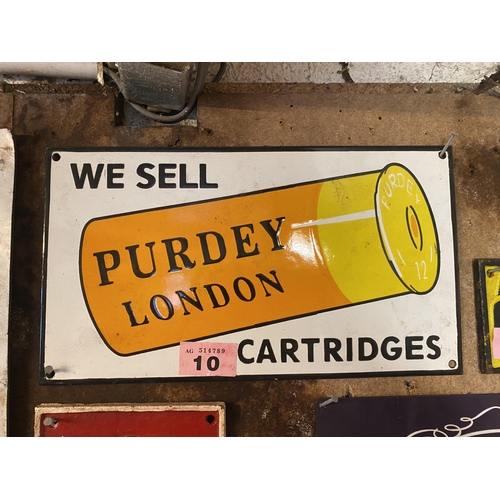 WE SELL
PURDEY
LONDON
PURDEY
12
CARTRIDGES
AG 514789
10